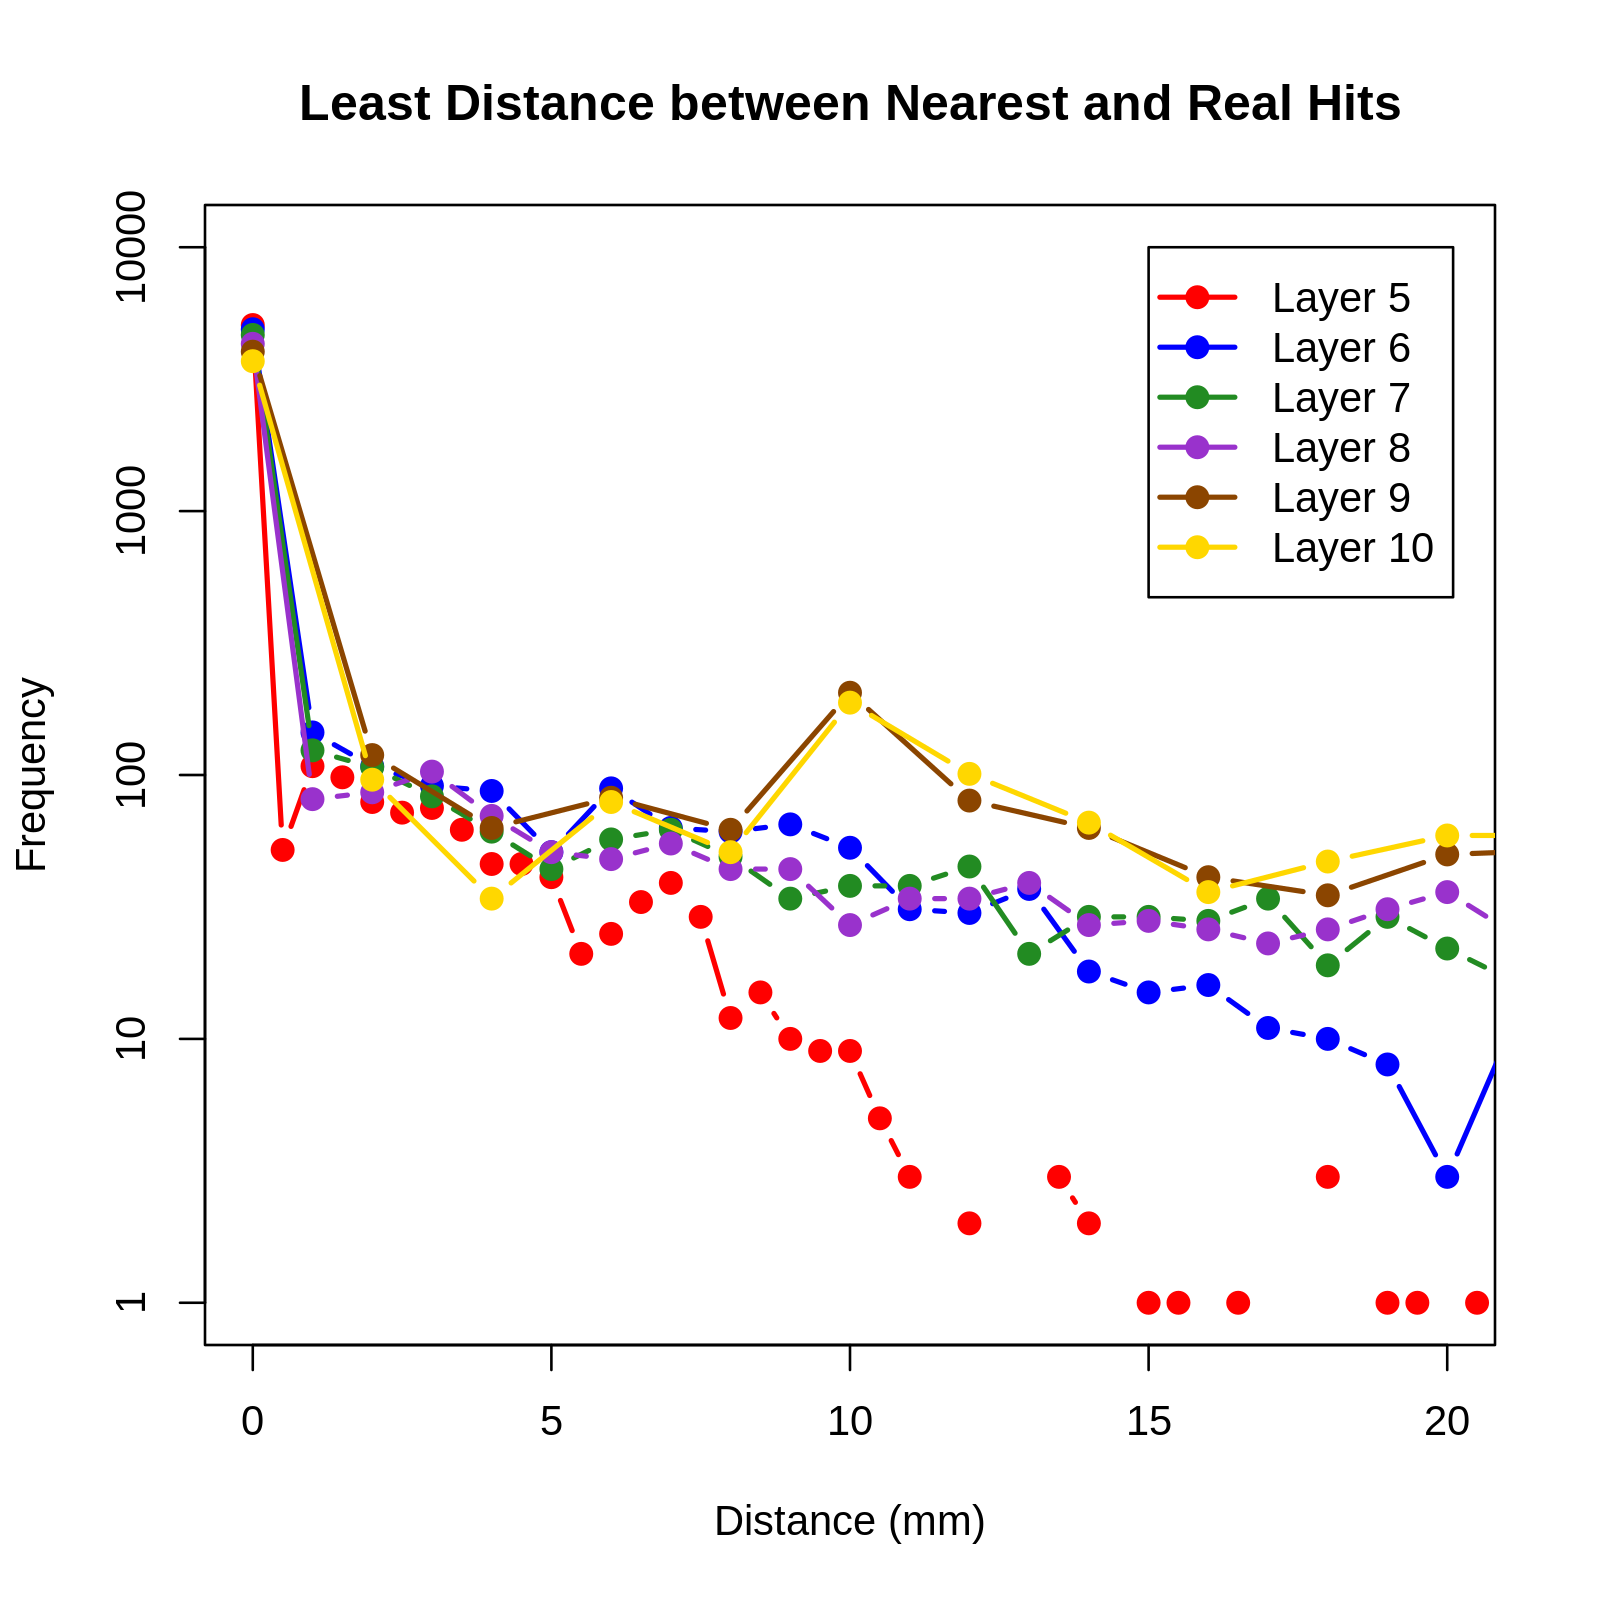 Least Distance between Nearest and Real Hits
10000
1000
100
10
1
Frequency
Layer 5
Layer 6
Layer 7
Layer 8
Layer 9
Layer 10
0 5 10 15 20
Distance (mm)